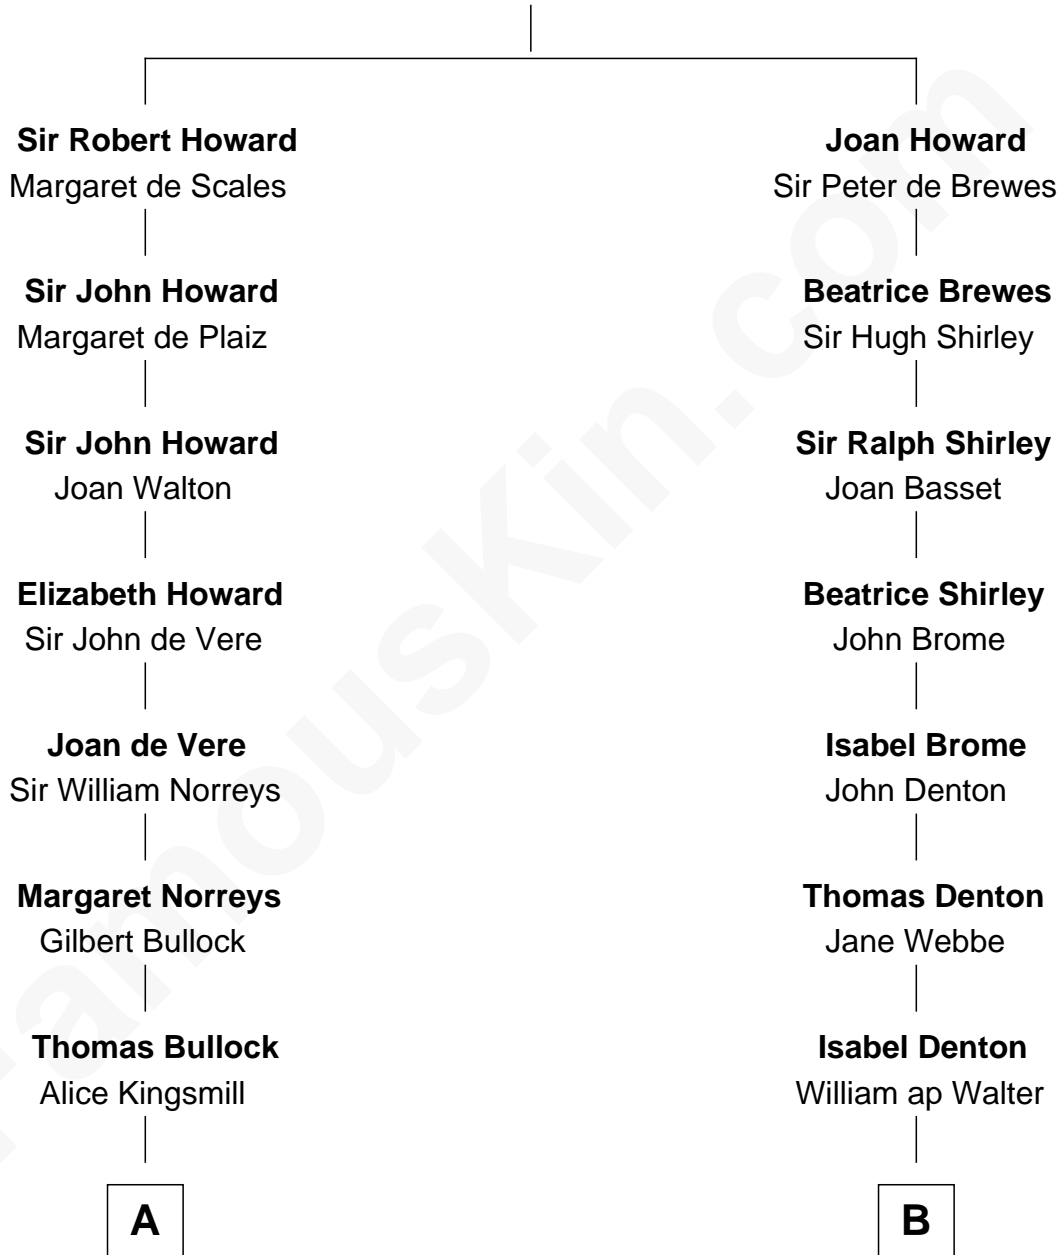 Sir Robert Howard
Margaret de Scales
Sir John Howard
Margaret de Plaiz
Sir John Howard
Joan Walton
Elizabeth Howard
Sir John de Vere
Joan de Vere
Sir William Norreys
Margaret Norreys
Gilbert Bullock
Thomas Bullock
Alice Kingsmill
A
Joan Howard
Sir Peter de Brewes
Beatrice Brewes
Sir Hugh Shirley
Sir Ralph Shirley
Joan Basset
Beatrice Shirley
John Brome
Isabel Brome
John Denton
Thomas Denton
Jane Webbe
Isabel Denton
William ap Walter
B
FamousKin.com